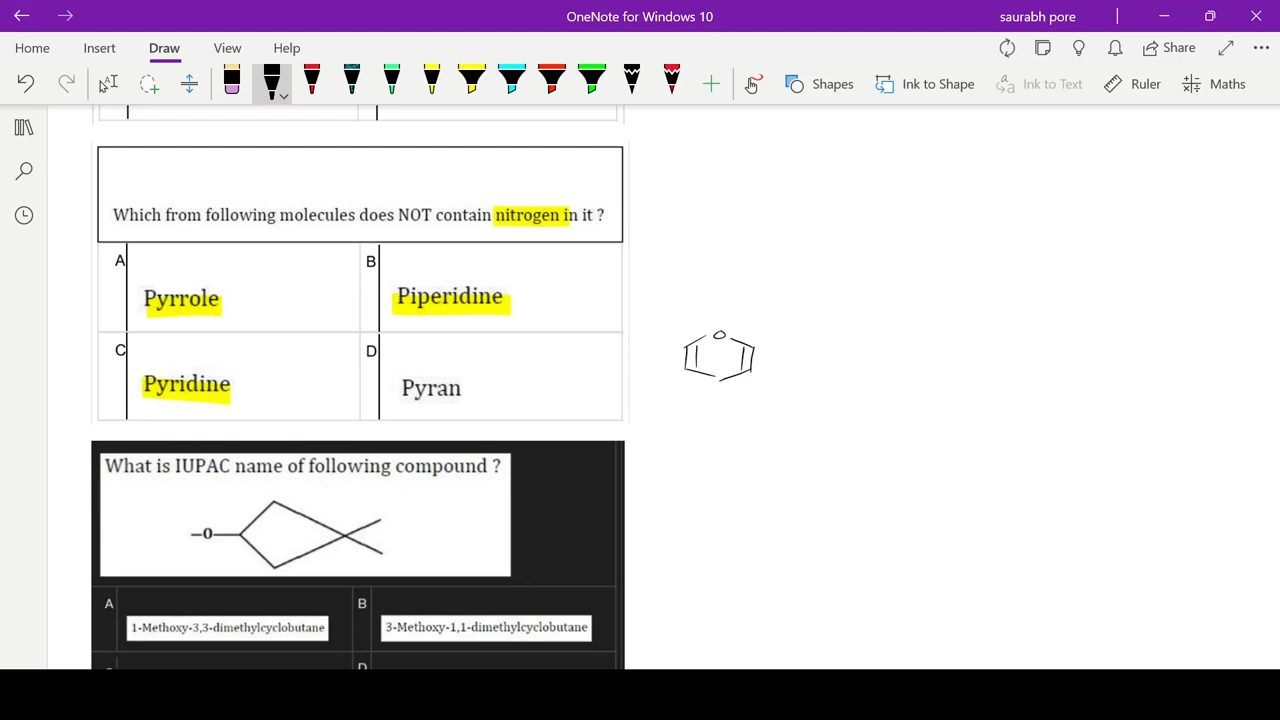 OneNote for Windows 10
saurabh pore
Home Insert Draw View Help
Share
Shapes Ink to Shape Ink to Text Ruler Maths
Which from following molecules does NOT contain nitrogen in it ?
A
Pyrrole
B
Piperidine
C
Pyridine
D
Pyran
O
What is IUPAC name of following compound ?
–O
A
1-Methoxy-3,3-dimethylcyclobutane
B
3-Methoxy-1,1-dimethylcyclobutane
D